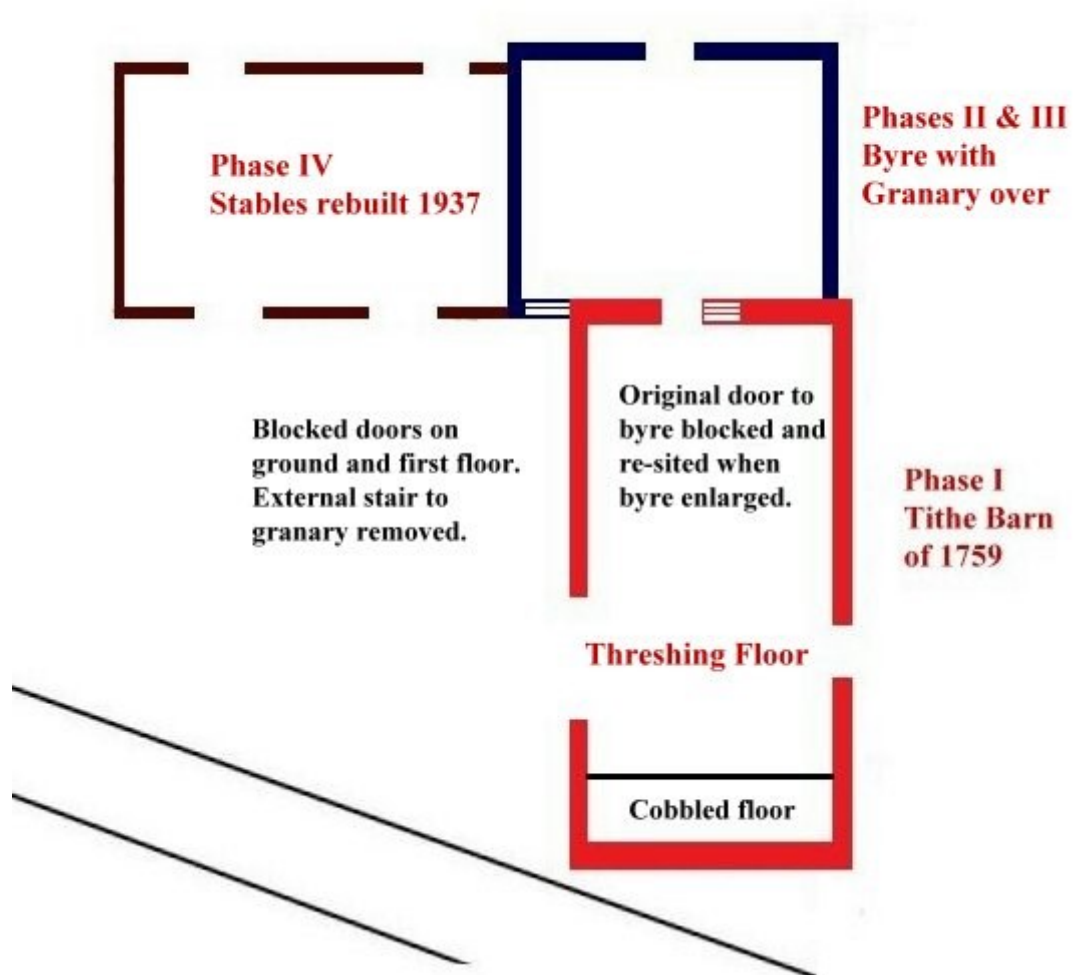 Phases II & III
Byre with
Granary over
Phase IV
Stables rebuilt 1937
Original door to
byre blocked and
re-sited when
byre enlarged.
Blocked doors on
ground and first floor.
External stair to
granary removed.
Phase I
Tithe Barn
of 1759
Threshing Floor
Cobbled floor